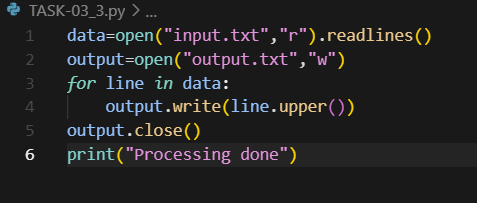 TASK-03_3.py > ...
1 data=open("input.txt","r").readlines()
2 output=open("output.txt","w")
3 for line in data:
4     output.write(line.upper())
5 output.close()
6 print("Processing done")